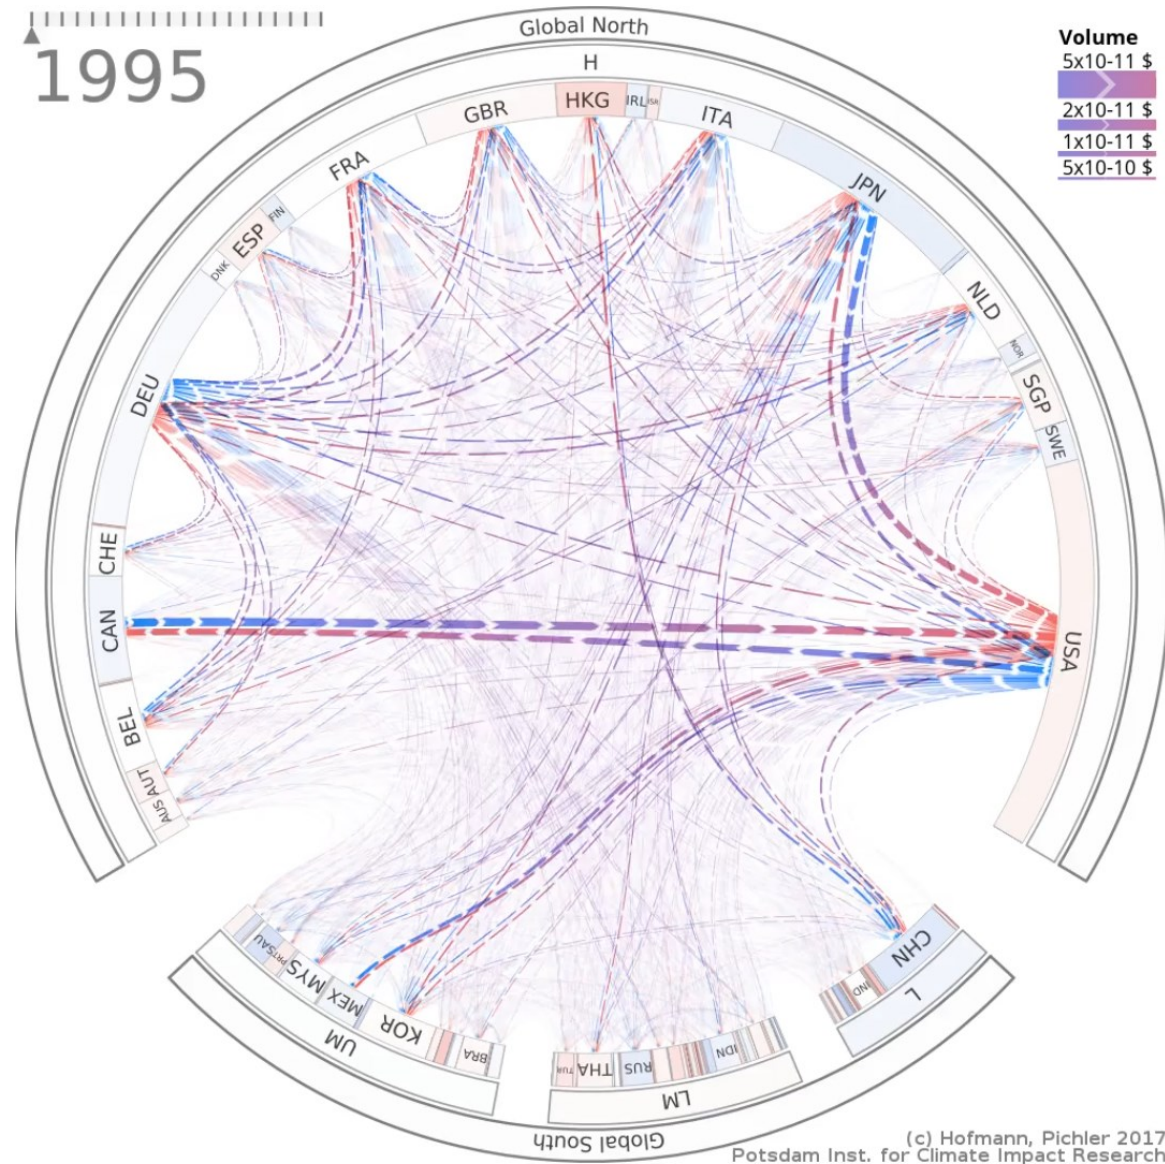 1995
Global North
H
Volume
5x10-11 $
2x10-11 $
1x10-11 $
5x10-10 $
AUS
AUT
BEL
CAN
CHE
DEU
DNK
ESP
FIN
FRA
GBR
HKG
IRL
ISR
ITA
JPN
NLD
NOR
SGP
SWE
USA
CHN
IND
L
IDN
RUS
THA
TUR
LM
BRA
KOR
MEX
MYS
PRT
SAU
UM
Global South
(c) Hofmann, Pichler 2017
Potsdam Inst. for Climate Impact Research